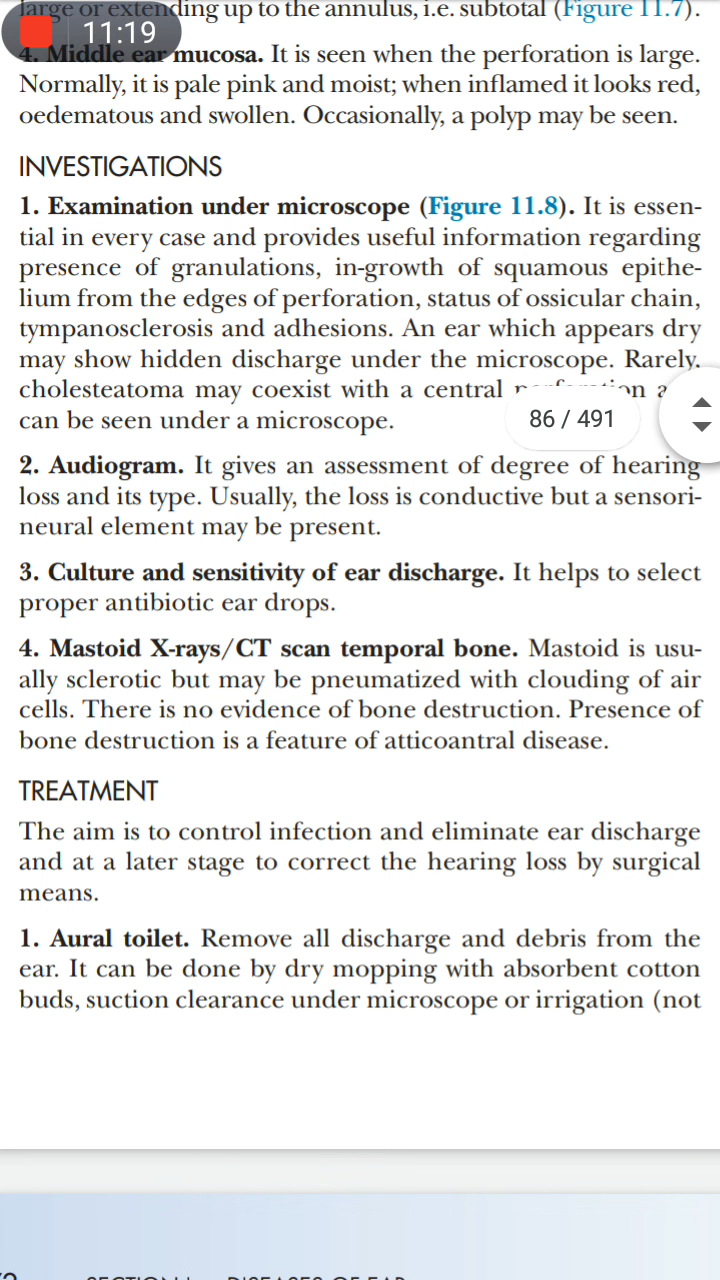 large or extending up to the annulus, i.e. subtotal (Figure 11.7).
11:19
4. Middle ear mucosa. It is seen when the perforation is large.
Normally, it is pale pink and moist; when inflamed it looks red,
oedematous and swollen. Occasionally, a polyp may be seen.
INVESTIGATIONS
1. Examination under microscope (Figure 11.8). It is essen-
tial in every case and provides useful information regarding
presence of granulations, in-growth of squamous epithe-
lium from the edges of perforation, status of ossicular chain,
tympanosclerosis and adhesions. An ear which appears dry
may show hidden discharge under the microscope. Rarely,
cholesteatoma may coexist with a central
can be seen under a microscope.
86 / 491
2. Audiogram. It gives an assessment of degree of hearing
loss and its type. Usually, the loss is conductive but a sensori-
neural element may be present.
3. Culture and sensitivity of ear discharge. It helps to select
proper antibiotic ear drops.
4. Mastoid X-rays/CT scan temporal bone. Mastoid is usu-
ally sclerotic but may be pneumatized with clouding of air
cells. There is no evidence of bone destruction. Presence of
bone destruction is a feature of atticoantral disease.
TREATMENT
The aim is to control infection and eliminate ear discharge
and at a later stage to correct the hearing loss by surgical
means.
1. Aural toilet. Remove all discharge and debris from the
ear. It can be done by dry mopping with absorbent cotton
buds, suction clearance under microscope or irrigation (not